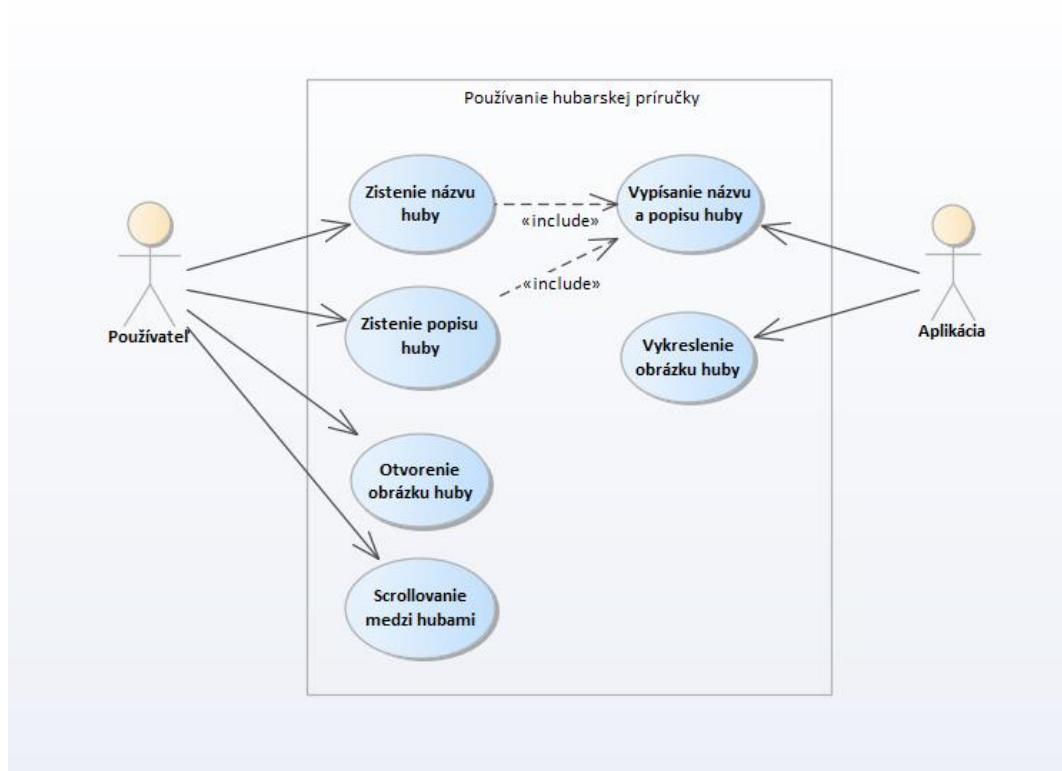 Používanie hubarskej príručky
Zistenie názvu
huby
«include»
Vypísanie názvu
a popisu huby
Zistenie popisu
huby
«include»
Používateľ
Vykreslenie
obrázku huby
Aplikácia
Otvorenie
obrázku huby
Scrollovanie
medzi hubami